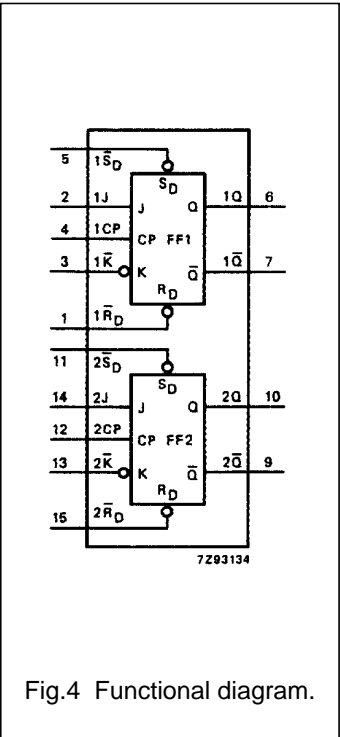 5 1S̅D
SD
2 1J J Q 1Q 6
4 1CP CP FF1
3 1K̅ K Q̅ 1Q̅ 7
RD
1 1R̅D
11 2S̅D
SD
14 2J J Q 2Q 10
12 2CP CP FF2
13 2K̅ K Q̅ 2Q̅ 9
RD
15 2R̅D
7Z93134
Fig.4 Functional diagram.